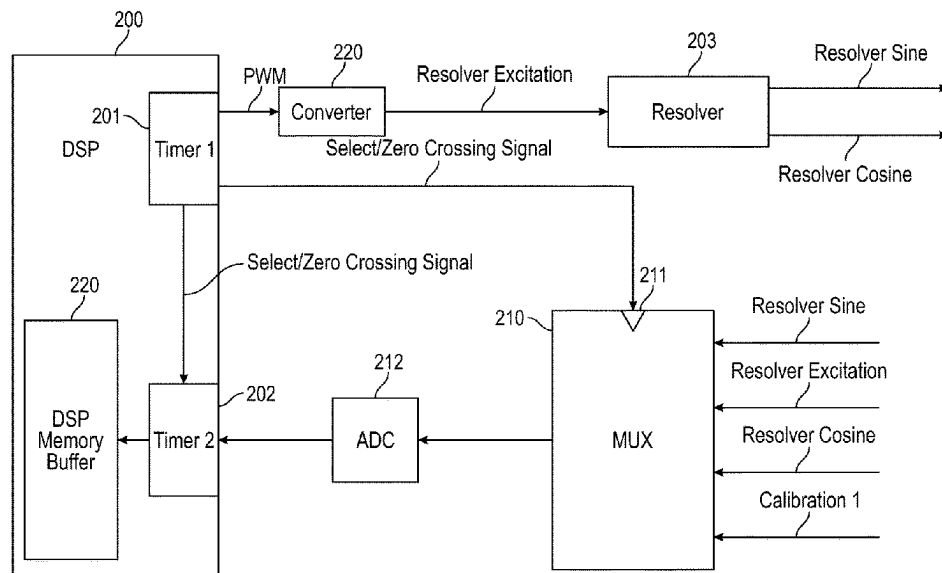 200
220
203
PWM
Resolver Excitation
Resolver Sine
201
DSP
Timer 1
Converter
Resolver
Select/Zero Crossing Signal
Resolver Cosine
Select/Zero Crossing Signal
220
210
211
Resolver Sine
212
202
Resolver Excitation
DSP
Memory
Buffer
Timer 2
ADC
MUX
Resolver Cosine
Calibration 1